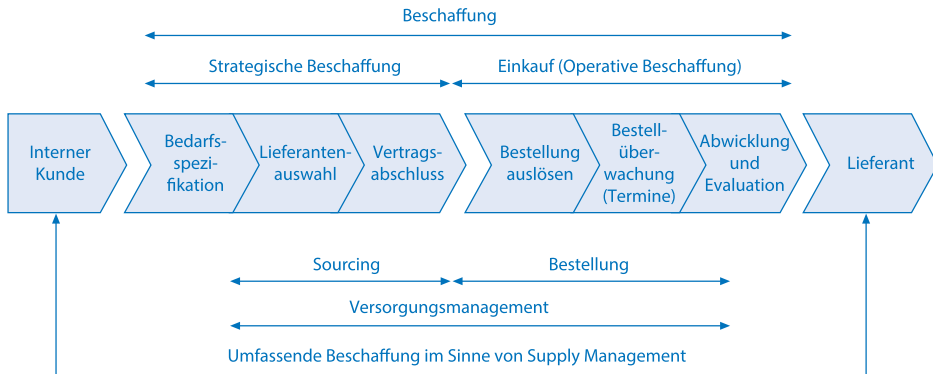 Beschaffung
Strategische Beschaffung
Einkauf (Operative Beschaffung)
Interner
Kunde
Bedarfs-
spezi-
fikation
Lieferanten-
auswahl
Vertrags-
abschluss
Bestellung
auslösen
Bestell-
über-
wachung
(Termine)
Abwicklung
und
Evaluation
Lieferant
Sourcing
Bestellung
Versorgungsmanagement
Umfassende Beschaffung im Sinne von Supply Management